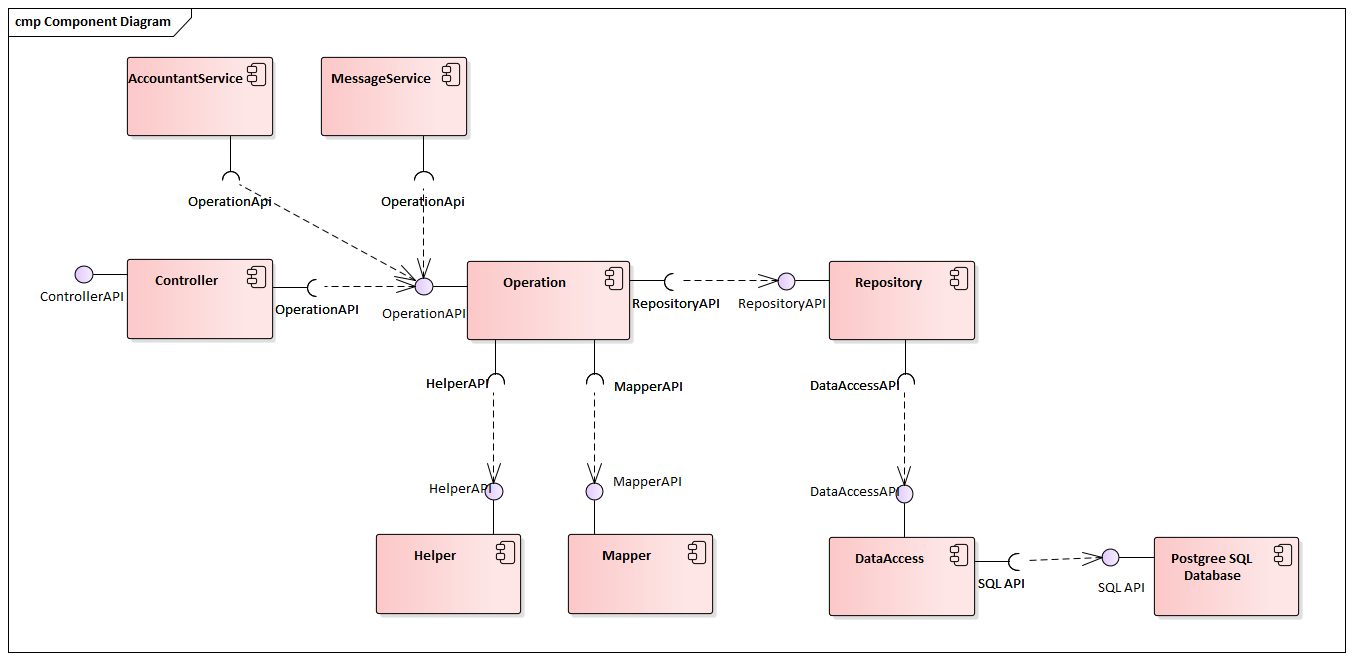 cmp Component Diagram
AccountantService
MessageService
OperationApi
OperationApi
ControllerAPI
Controller
OperationAPI
OperationAPI
Operation
RepositoryAPI
RepositoryAPI
Repository
HelperAPI
MapperAPI
DataAccessAPI
HelperAPI
MapperAPI
DataAccessAPI
Helper
Mapper
DataAccess
SQL API
SQL API
Postgree SQL
Database